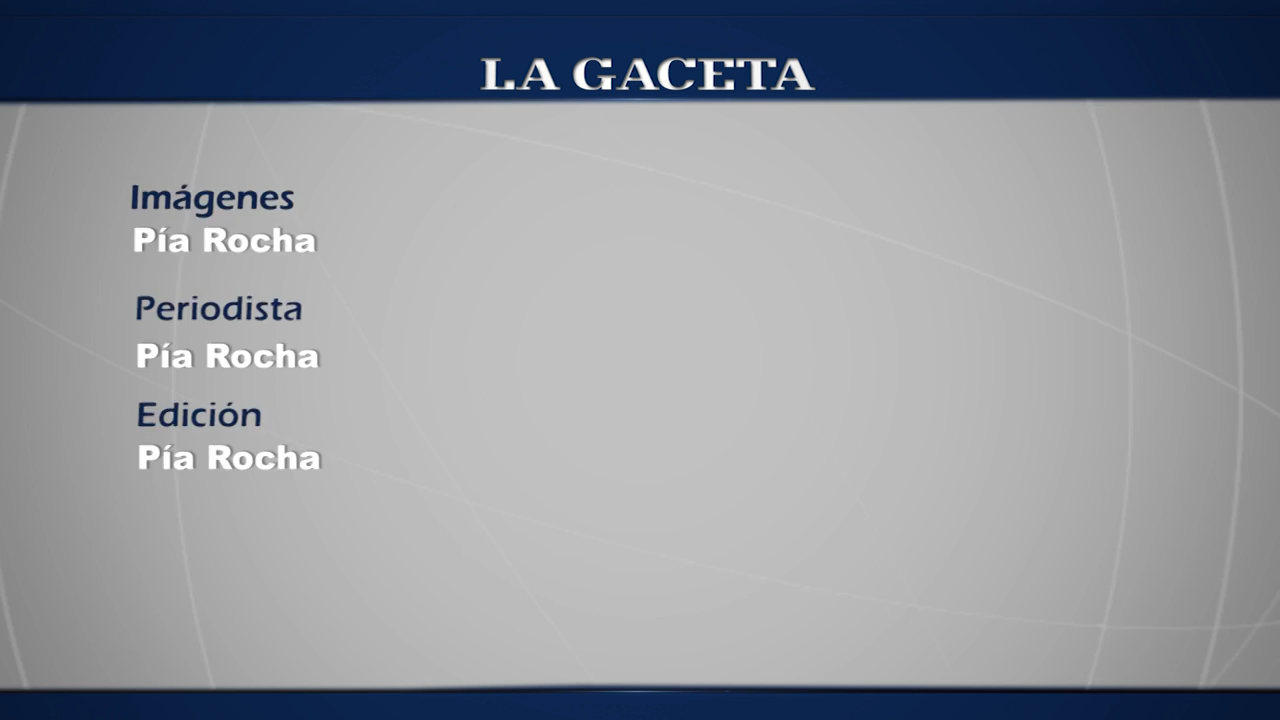 LA GACETA
Imágenes
Pía Rocha
Periodista
Pía Rocha
Edición
Pía Rocha